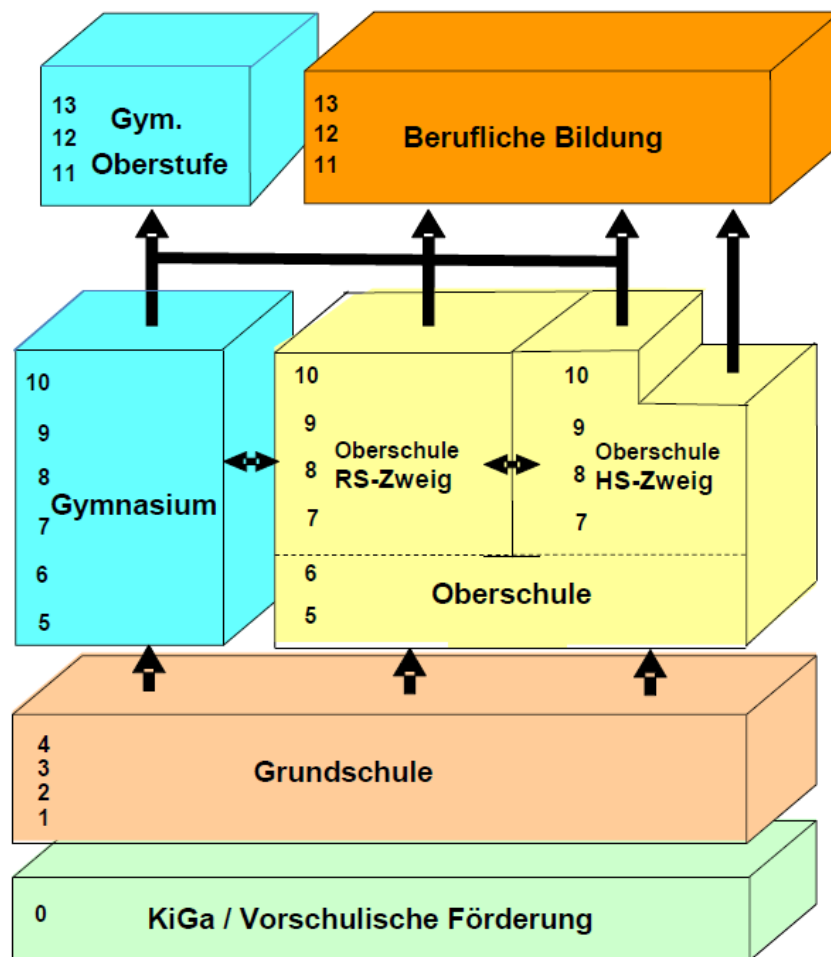 13
12
11
Gym.
Oberstufe
13
12
11
Berufliche Bildung
10
9
8
7
6
5
Gymnasium
10
9
8
7
Oberschule
RS-Zweig
10
9
8
7
Oberschule
HS-Zweig
6
5
Oberschule
4
3
2
1
Grundschule
0
KiGa / Vorschulische Förderung